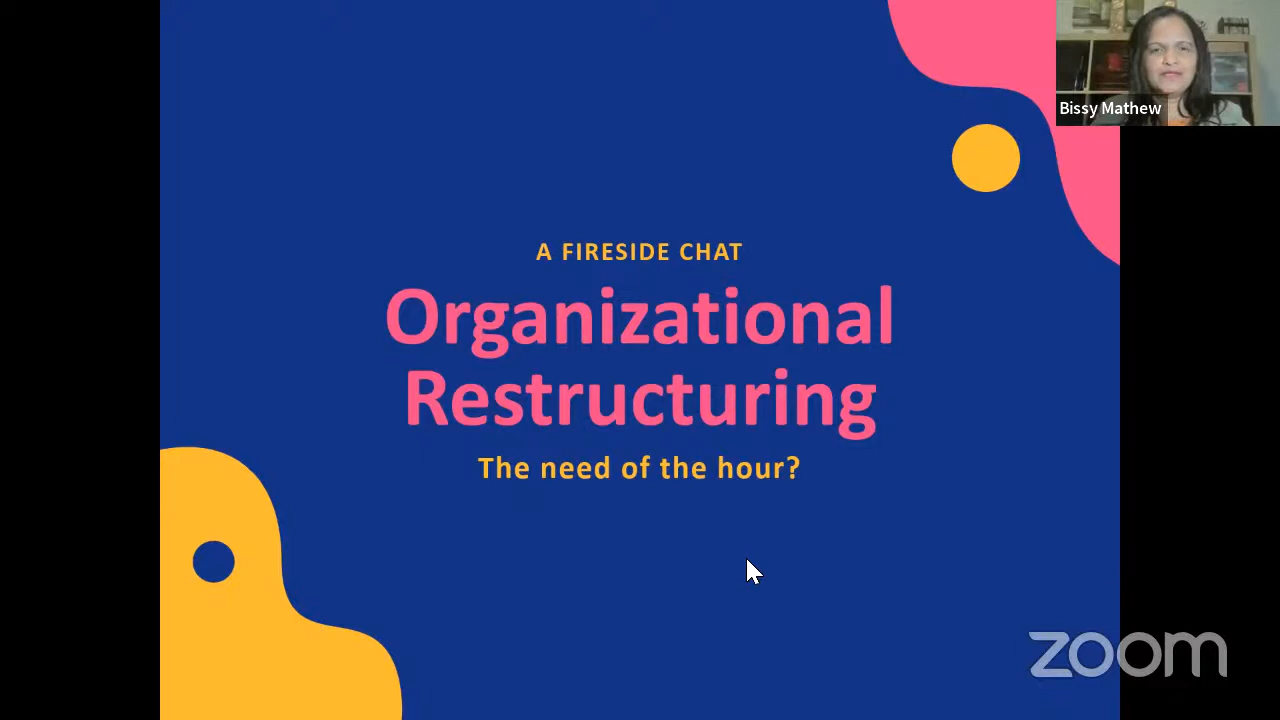 Bissy Mathew
A FIRESIDE CHAT
Organizational
Restructuring
The need of the hour?
zoom